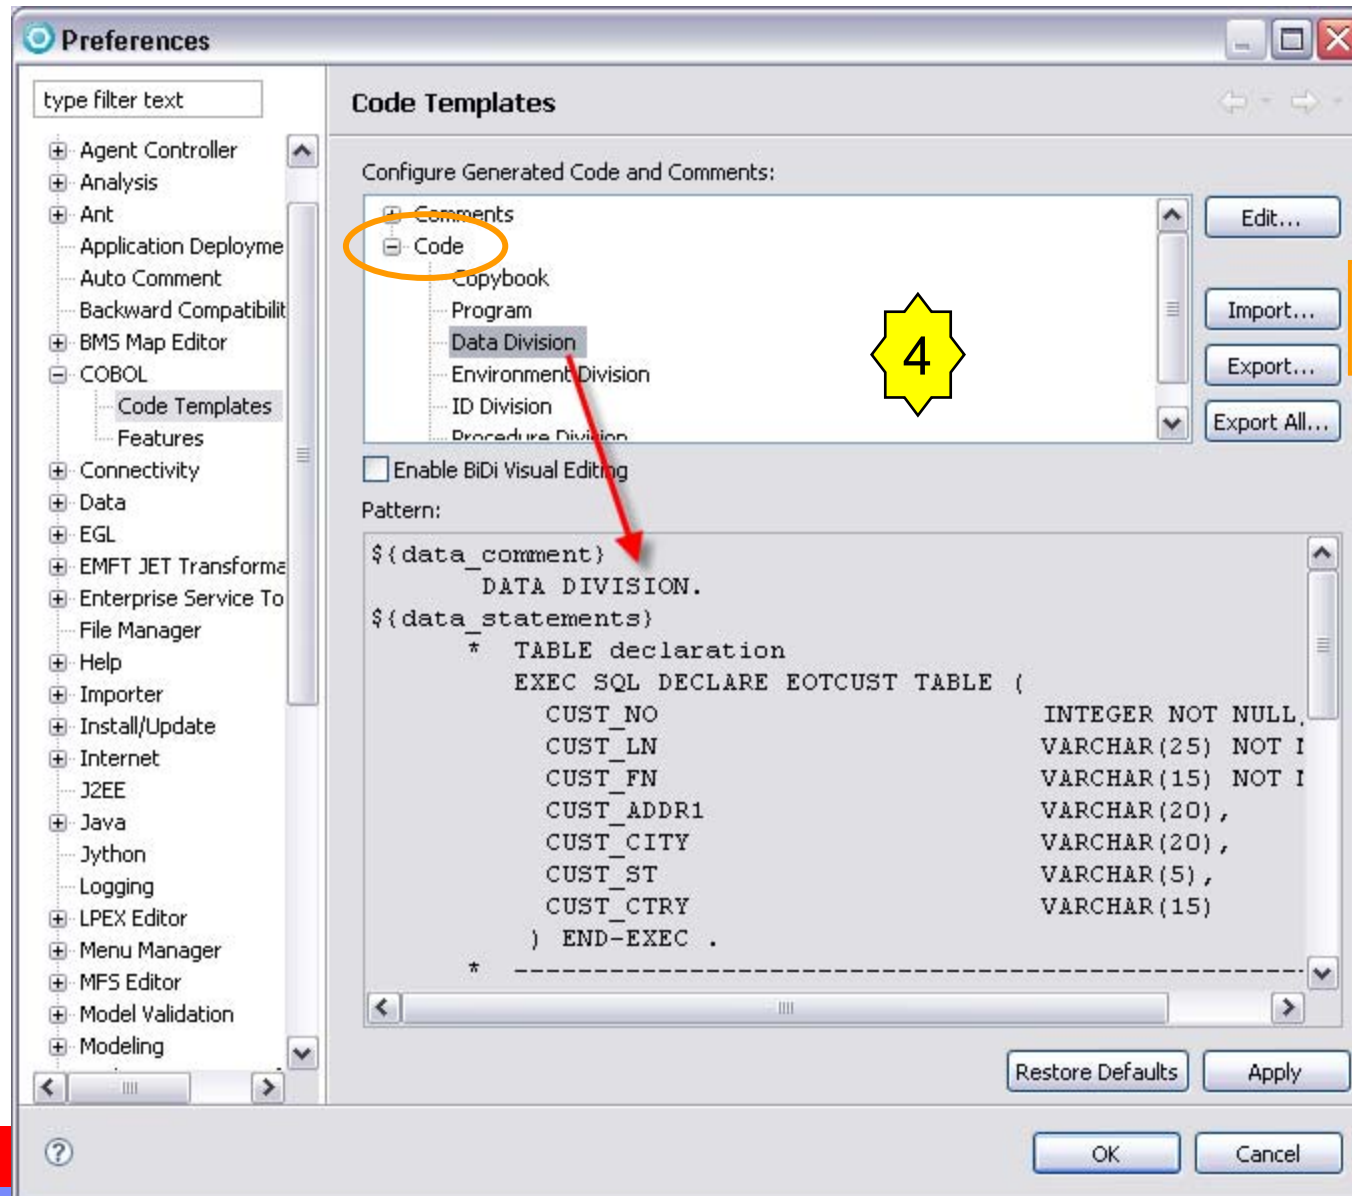 Preferences
type filter text
Agent Controller
Analysis
Ant
Application Deployme
Auto Comment
Backward Compatibilit
BMS Map Editor
COBOL
Code Templates
Features
Connectivity
Data
EGL
EMFT JET Transforma
Enterprise Service To
File Manager
Help
Importer
Install/Update
Internet
J2EE
Java
Jython
Logging
LPEX Editor
Menu Manager
MFS Editor
Model Validation
Modeling
Code Templates
Configure Generated Code and Comments:
Comments
Code
Copybook
Program
Data Division
Environment Division
ID Division
Procedure Division
4
Edit...
Import...
Export...
Export All...
Enable BiDi Visual Editing
Pattern:
${data_comment}
DATA DIVISION.
${data_statements}
* TABLE declaration
EXEC SQL DECLARE EOTCUST TABLE (
CUST_NO INTEGER NOT NULL,
CUST_LN VARCHAR(25) NOT
CUST_FN VARCHAR(15) NOT
CUST_ADDR1 VARCHAR(20),
CUST_CITY VARCHAR(20),
CUST_ST VARCHAR(5),
CUST_CTRY VARCHAR(15)
) END-EXEC .
* --------------------------------------------------
Restore Defaults
Apply
OK
Cancel